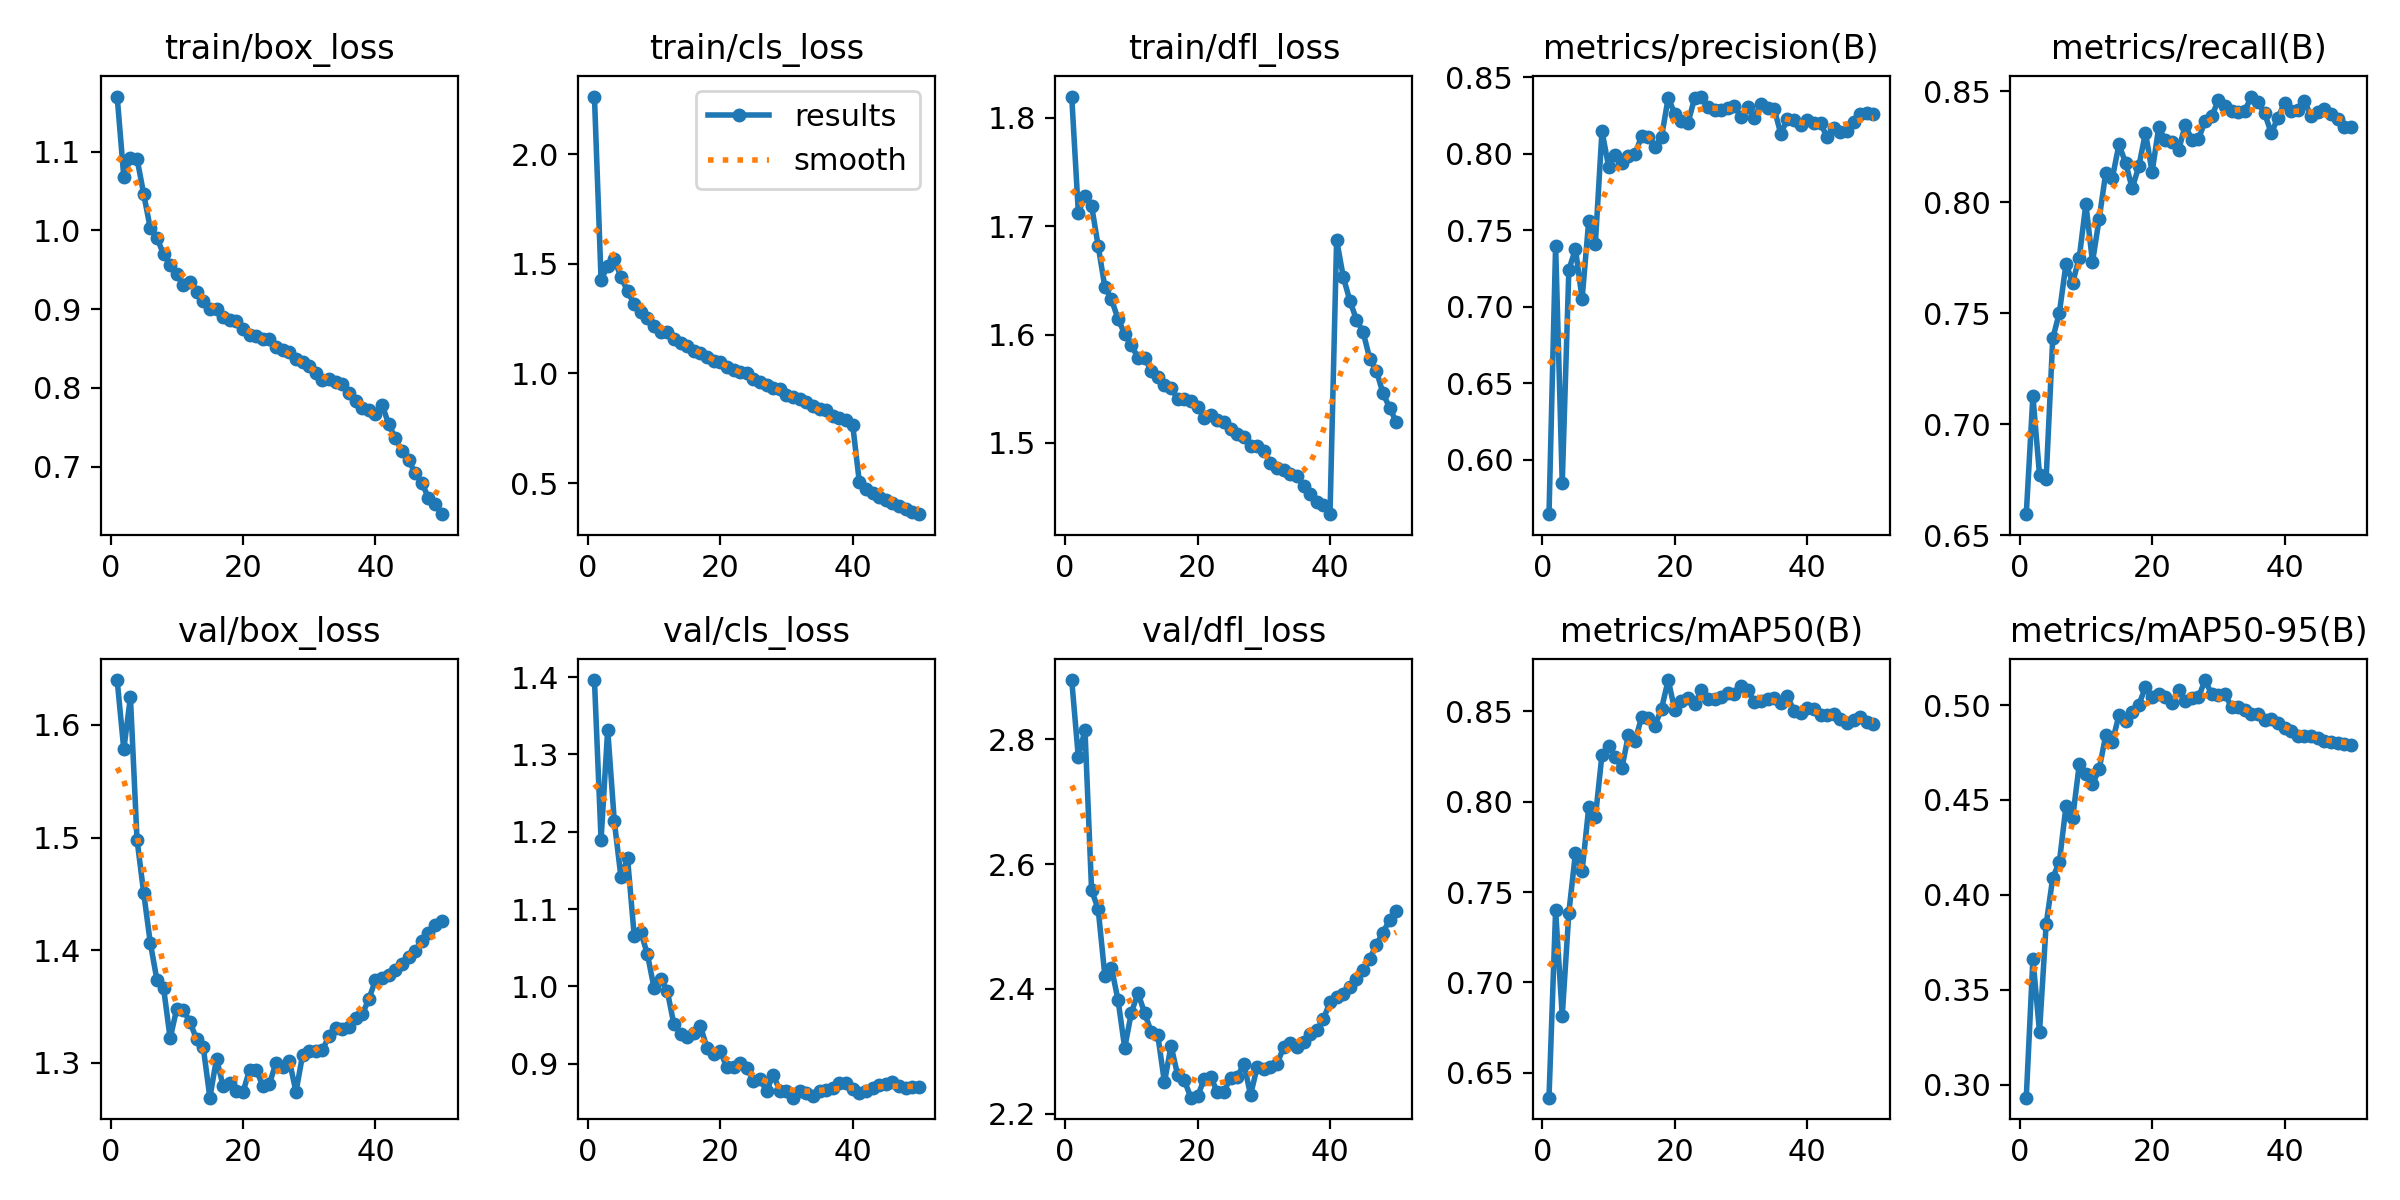 train/box_loss
1.1
1.0
0.9
0.8
0.7
0 20 40
train/cls_loss
results
smooth
2.0
1.5
1.0
0.5
0 20 40
train/dfl_loss
1.8
1.7
1.6
1.5
0 20 40
metrics/precision(B)
0.85
0.80
0.75
0.70
0.65
0.60
0 20 40
metrics/recall(B)
0.85
0.80
0.75
0.70
0.65
0 20 40
val/box_loss
1.6
1.5
1.4
1.3
0 20 40
val/cls_loss
1.4
1.3
1.2
1.1
1.0
0.9
0 20 40
val/dfl_loss
2.8
2.6
2.4
2.2
0 20 40
metrics/mAP50(B)
0.85
0.80
0.75
0.70
0.65
0 20 40
metrics/mAP50-95(B)
0.50
0.45
0.40
0.35
0.30
0 20 40